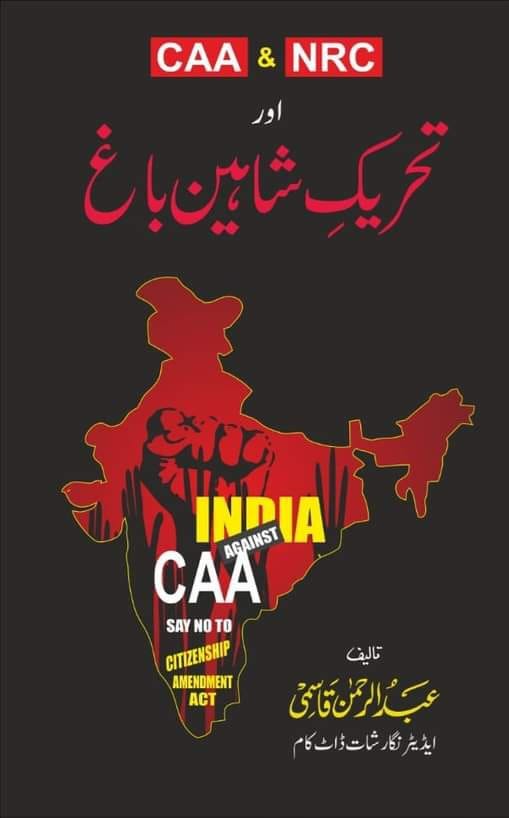 CAA & NRC
اور
تحریکِ شاہین باغ
INDIA
AGAINST
CAA
SAY NO TO
CITIZENSHIP
AMENDMENT
ACT
تالیف
عبدُ الرحمٰن قاسمی
ایڈیٹر نگارشات ڈاٹ کام